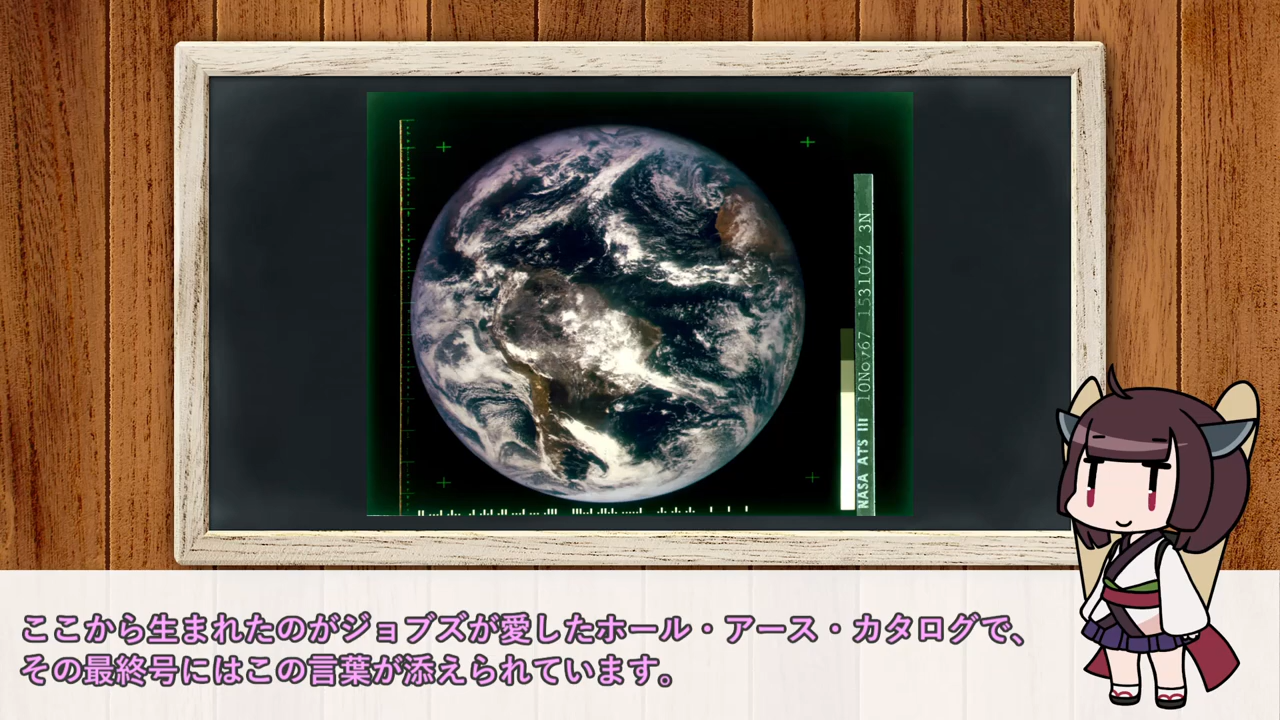 NASA ATS III 10Nov67 153107Z 3N
ここから生まれたのがジョブズが愛したホール・アース・カタログで、
その最終号にはこの言葉が添えられています。